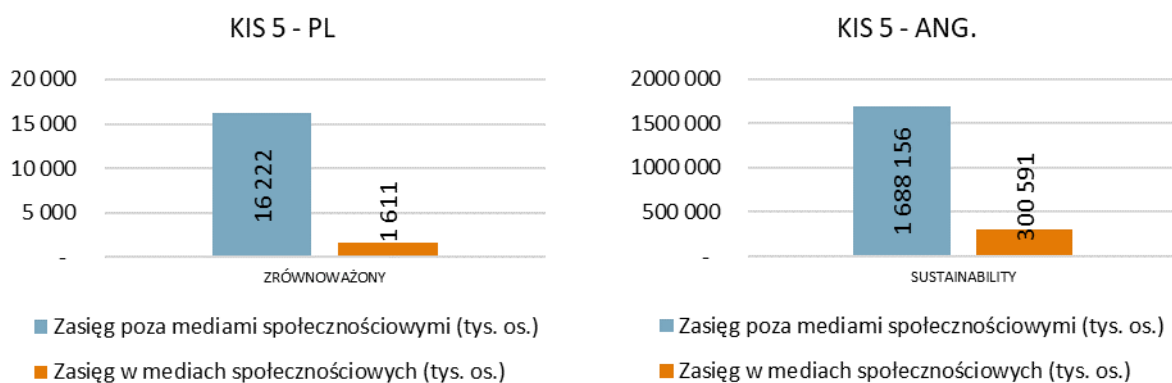 KIS 5 - PL
20 000
15 000
10 000
5 000
-
16 222
1 611
ZRÓWNOWAŻONY
Zasięg poza mediami społecznościowymi (tys. os.)
Zasięg w mediach społecznościowych (tys. os.)
KIS 5 - ANG.
2000 000
1500 000
1000 000
500 000
-
1 688 156
300 591
SUSTAINABILITY
Zasięg poza mediami społecznościowymi (tys. os.)
Zasięg w mediach społecznościowych (tys. os.)